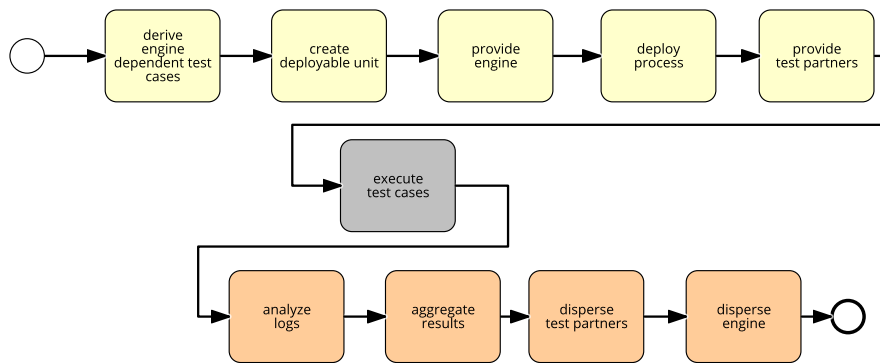 derive
engine
dependent test
cases
create
deployable unit
provide
engine
deploy
process
provide
test partners
execute
test cases
analyze
logs
aggregate
results
disperse
test partners
disperse
engine